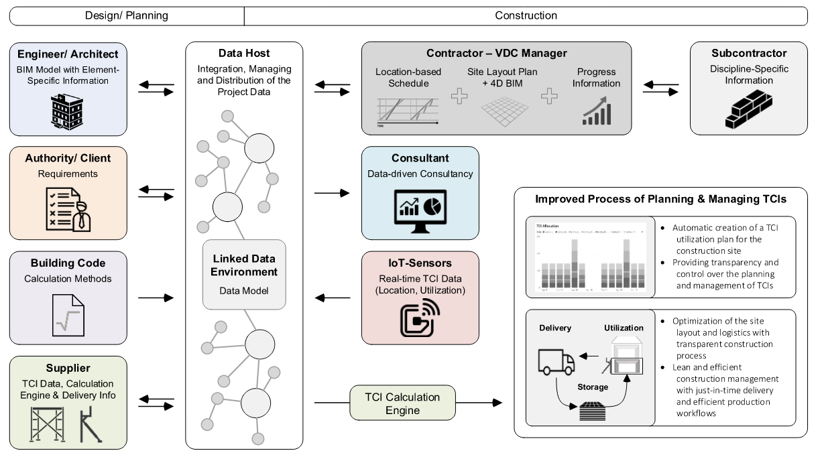 Design/ Planning
Construction
Engineer/ Architect
BIM Model with Element-
Specific Information
Authority/ Client
Requirements
Building Code
Calculation Methods
Supplier
TCI Data, Calculation
Engine & Delivery Info
Data Host
Integration, Managing
and Distribution of the
Project Data
Linked Data
Environment
Data Model
Contractor – VDC Manager
Location-based
Schedule
Site Layout Plan
+ 4D BIM
Progress
Information
Subcontractor
Discipline-Specific
Information
Consultant
Data-driven Consultancy
IoT-Sensors
Real-time TCI Data
(Location, Utilization)
TCI Calculation
Engine
Improved Process of Planning & Managing TCIs
TCI Allocation
• Automatic creation of a TCI
utilization plan for the
construction site
• Providing transparency and
control over the planning
and management of TCIs
Delivery
Utilization
Storage
• Optimization of the site
layout and logistics with
transparent construction
process
• Lean and efficient
construction management
with just-in-time delivery
and efficient production
workflows